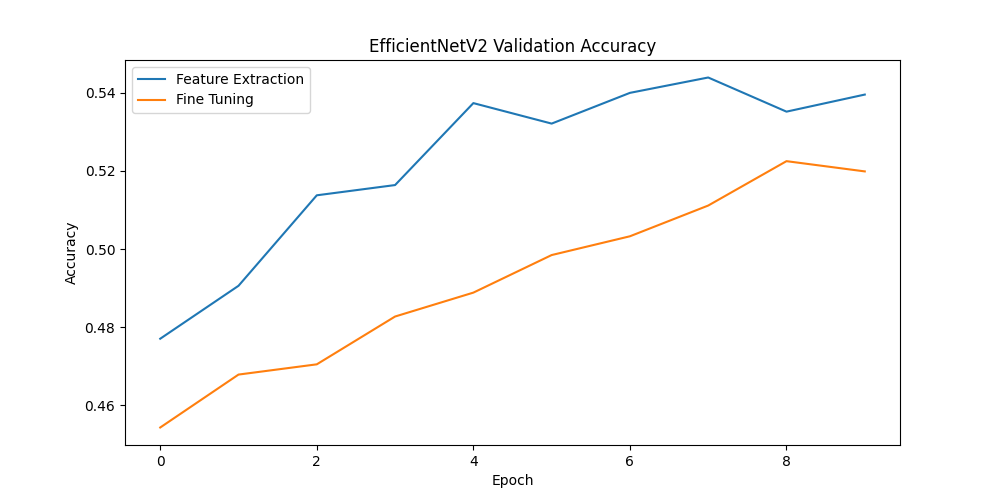 EfficientNetV2 Validation Accuracy
Feature Extraction
Fine Tuning
0.54
0.52
0.50
0.48
0.46
Accuracy
0 2 4 6 8
Epoch